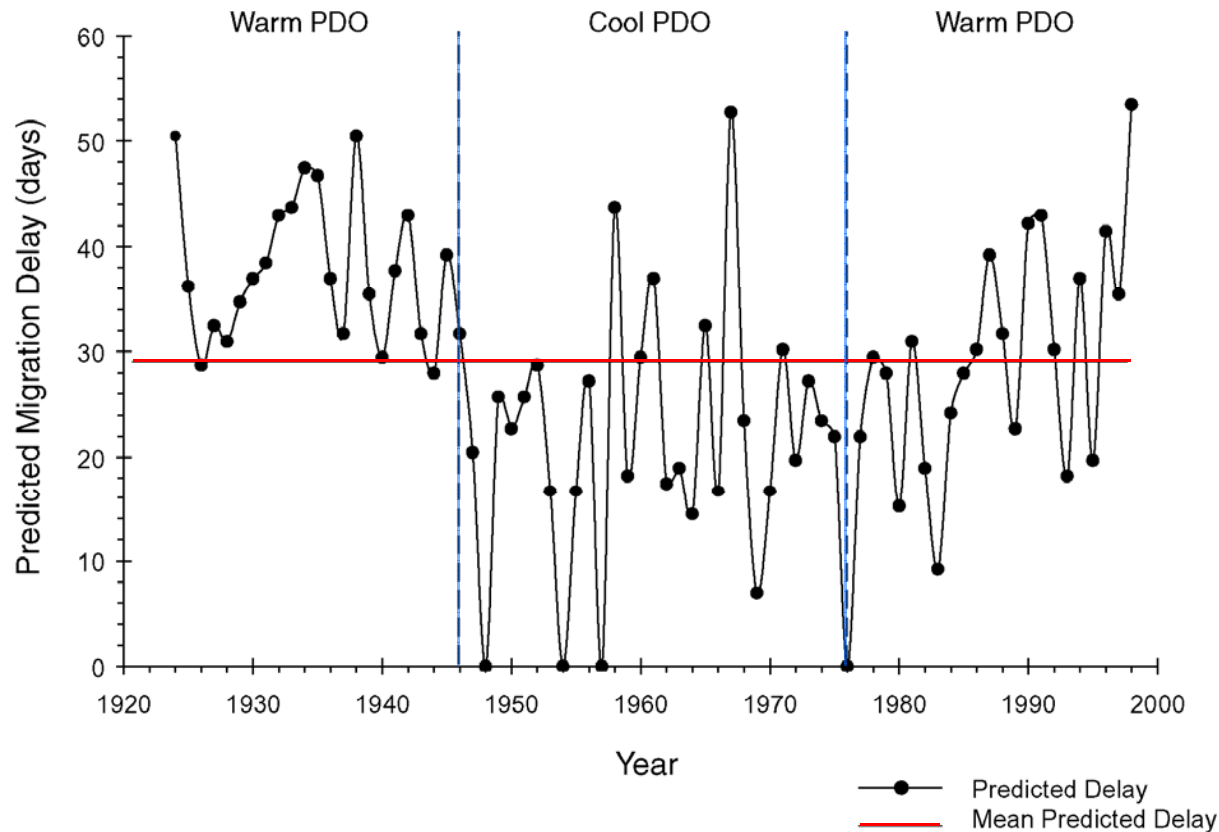 Warm PDO Cool PDO Warm PDO
60
50
40
30
20
10
0
Predicted Migration Delay (days)
1920 1930 1940 1950 1960 1970 1980 1990 2000
Year
Predicted Delay
Mean Predicted Delay